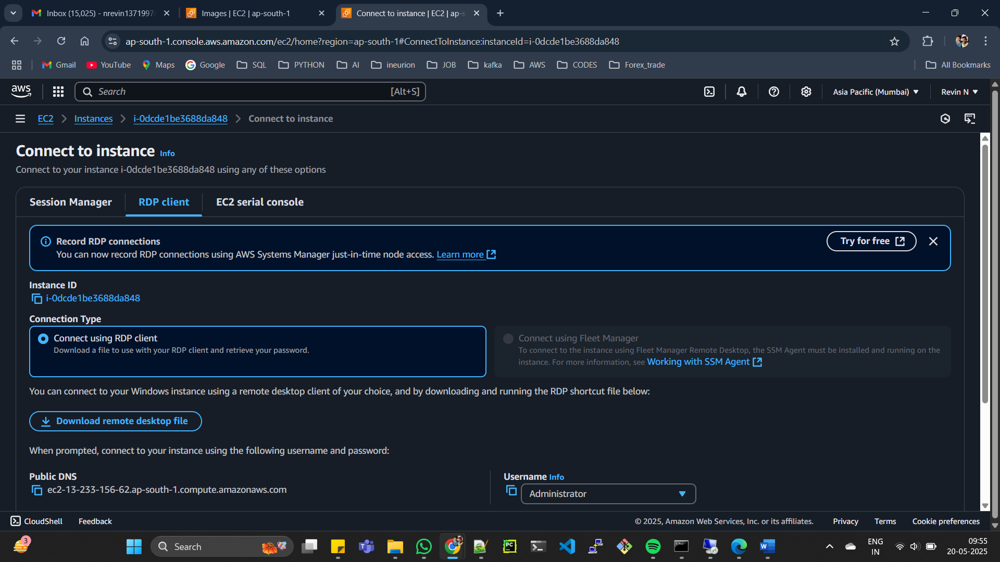 Inbox (15,025) - nrevin1371997
Images | EC2 | ap-south-1
Connect to instance | EC2 | ap-s
ap-south-1.console.aws.amazon.com/ec2/home?region=ap-south-1#ConnectToInstance:instanceId=i-0dcde1be3688da848
Gmail YouTube Maps Google SQL PYTHON AI ineurion JOB kafka AWS CODES Forex_trade All Bookmarks
aws Search [Alt+S] Asia Pacific (Mumbai) Revin N
EC2 Instances i-0dcde1be3688da848 Connect to instance
Connect to instance Info
Connect to your instance i-0dcde1be3688da848 using any of these options
Session Manager RDP client EC2 serial console
Record RDP connections
You can now record RDP connections using AWS Systems Manager just-in-time node access. Learn more
Try for free
Instance ID
i-0dcde1be3688da848
Connection Type
Connect using RDP client
Download a file to use with your RDP client and retrieve your password.
Connect using Fleet Manager
To connect to the instance using Fleet Manager Remote Desktop, the SSM Agent must be installed and running on the
instance. For more information, see Working with SSM Agent
You can connect to your Windows instance using a remote desktop client of your choice, and by downloading and running the RDP shortcut file below:
Download remote desktop file
When prompted, connect to your instance using the following username and password:
Public DNS
ec2-13-233-156-62.ap-south-1.compute.amazonaws.com
Username Info
Administrator
CloudShell Feedback © 2025, Amazon Web Services, Inc. or its affiliates. Privacy Terms Cookie preferences
3
Search
PC
ENG
IN
09:55
20-05-2025